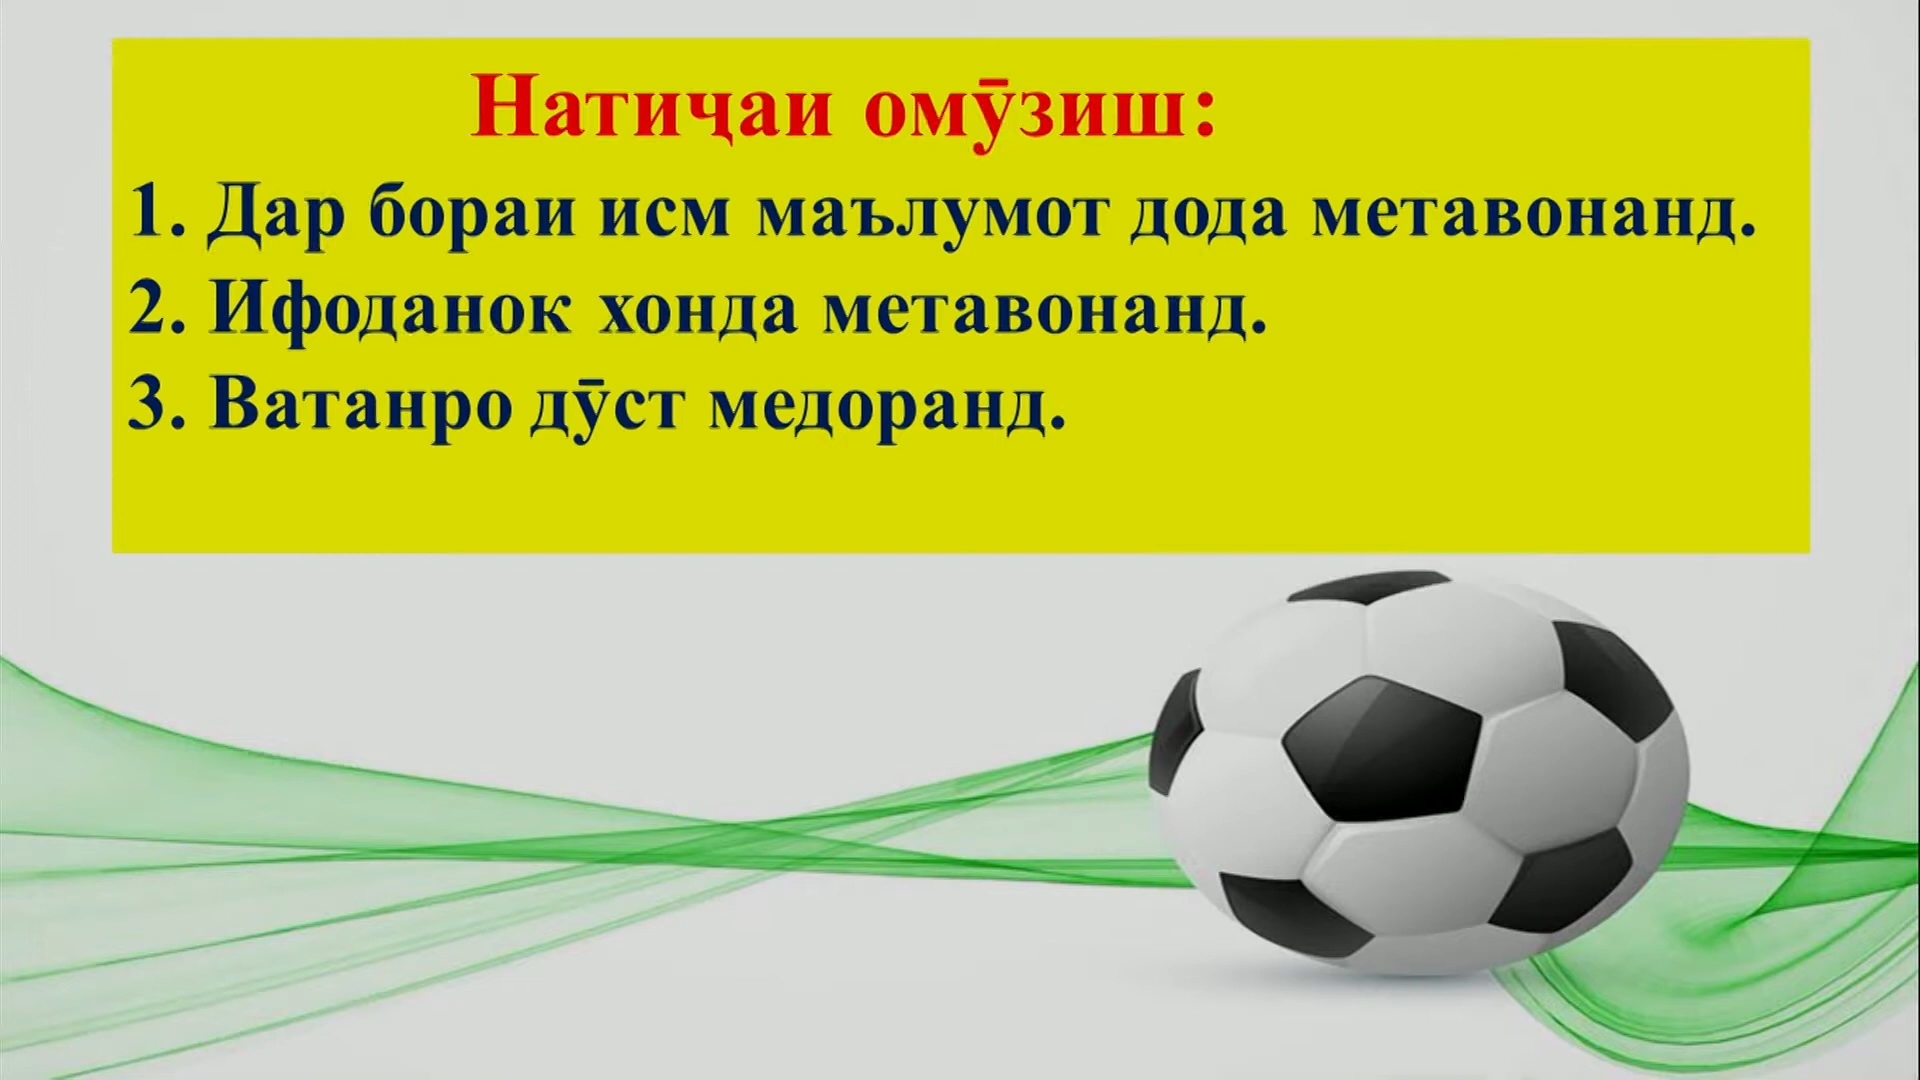 Натиҷаи омӯзиш:
1. Дар бораи исм маълумот дода метавонанд.
2. Ифоданок хонда метавонанд.
3. Ватанро дӯст медоранд.